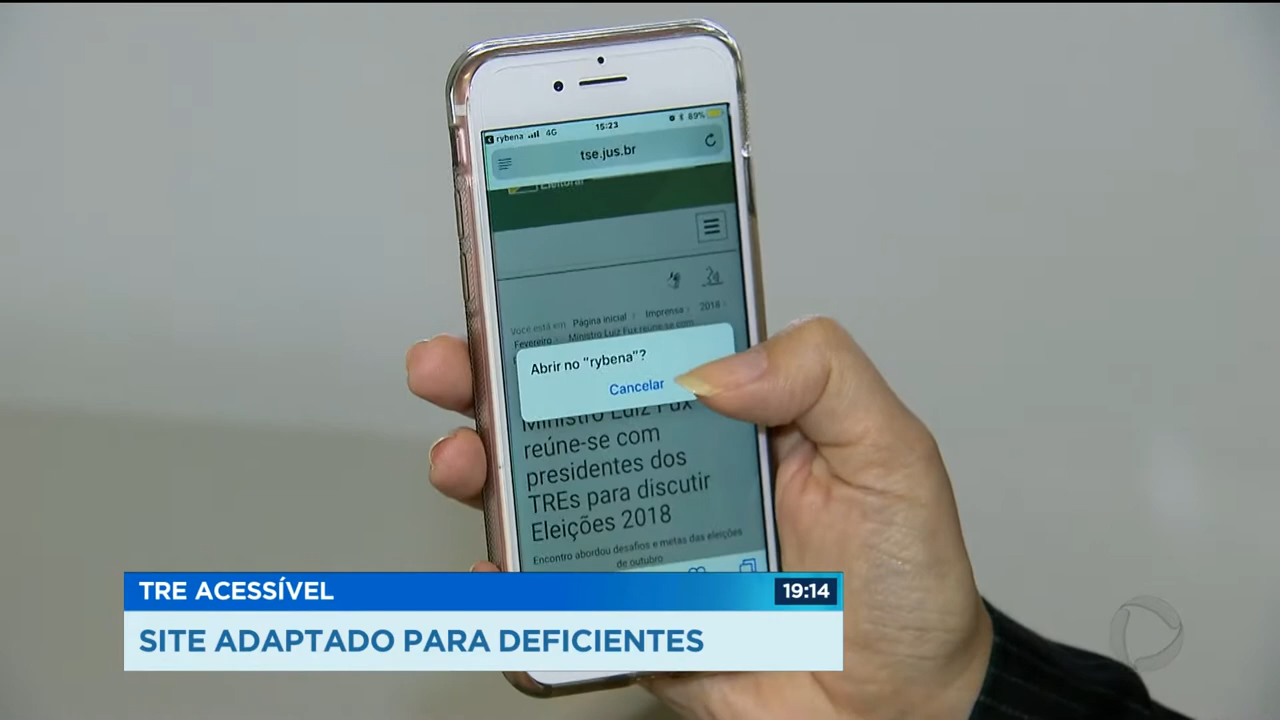 rybena 4G 15:23 89%
tse.jus.br
Eleitoral
Você está em Página inicial Imprensa 2018
Fevereiro Ministro Luiz Fux reúne-se com
Abrir no “rybena”?
Cancelar
Ministro Luiz Fux
reúne-se com
presidentes dos
TREs para discutir
Eleições 2018
Encontro abordou desafios e metas das eleições
de outubro
TRE ACESSÍVEL 19:14
SITE ADAPTADO PARA DEFICIENTES